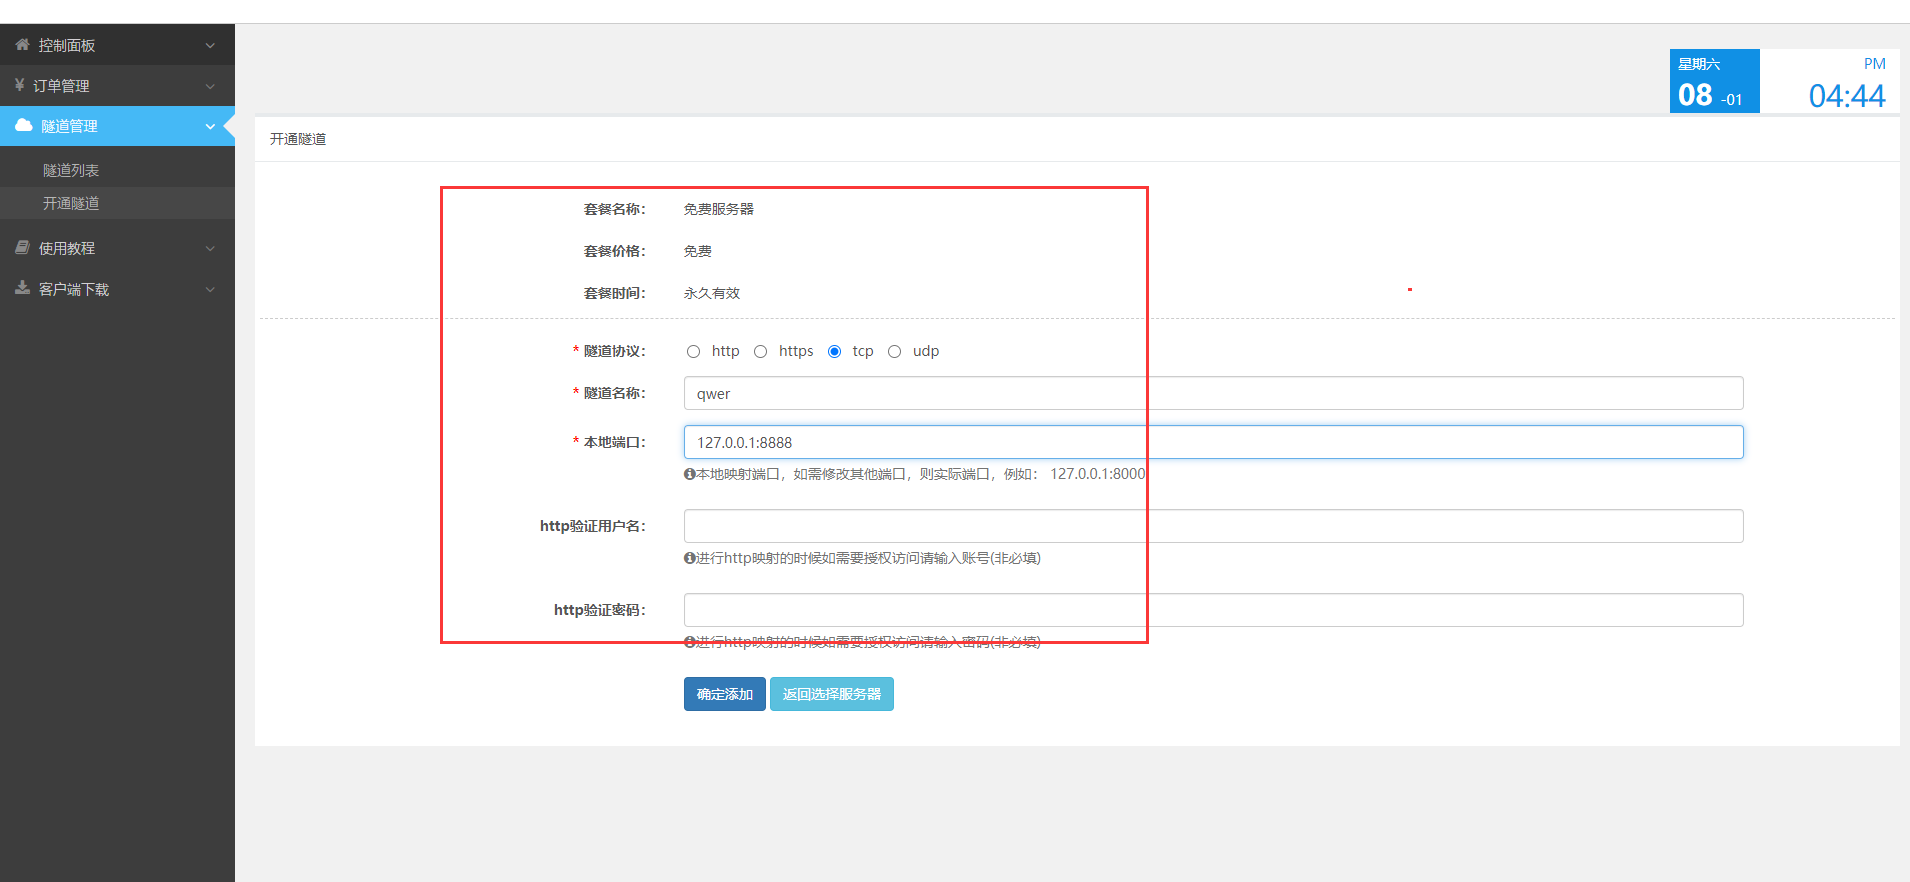 控制面板
¥ 订单管理
隧道管理
隧道列表
开通隧道
使用教程
客户端下载
星期六
08 -01
PM
04:44
开通隧道
套餐名称： 免费服务器
套餐价格： 免费
套餐时间： 永久有效
* 隧道协议： http https tcp udp
* 隧道名称： qwer
* 本地端口： 127.0.0.1:8888
本地映射端口，如需修改其他端口，则实际端口，例如： 127.0.0.1:8000
http验证用户名：
进行http映射的时候如需要授权访问请输入账号(非必填)
http验证密码：
进行http映射的时候如需要授权访问请输入密码(非必填)
确定添加 返回选择服务器